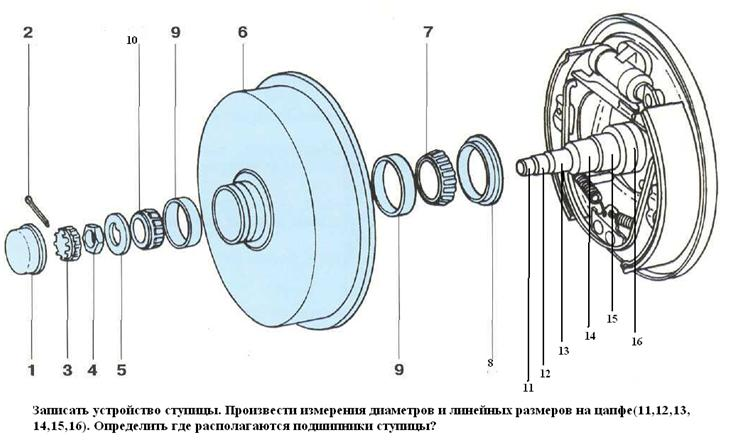 2 10 9 6 7
1 3 4 5 9 8 11 12 13 14 15 16
Записать устройство ступицы. Произвести измерения диаметров и линейных размеров на цапфе(11,12,13,
14,15,16). Определить где располагаются подшипники ступицы?